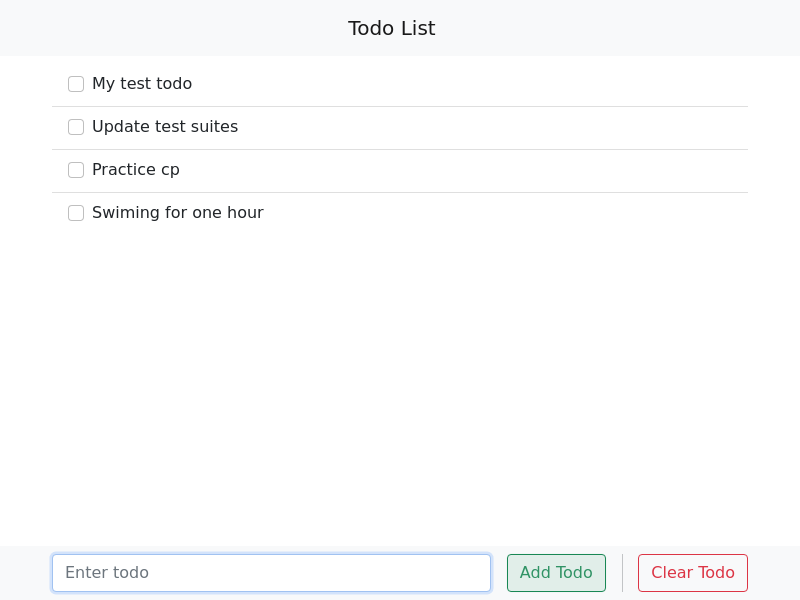 Todo List
My test todo
Update test suites
Practice cp
Swiming for one hour
Enter todo
Add Todo
Clear Todo